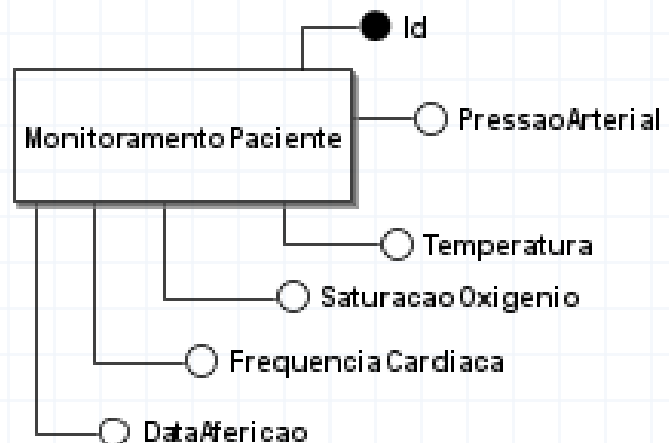 Id
PressaoArterial
MonitoramentoPaciente
Temperatura
SaturacaoOxigenio
FrequenciaCardiaca
DataAfericao